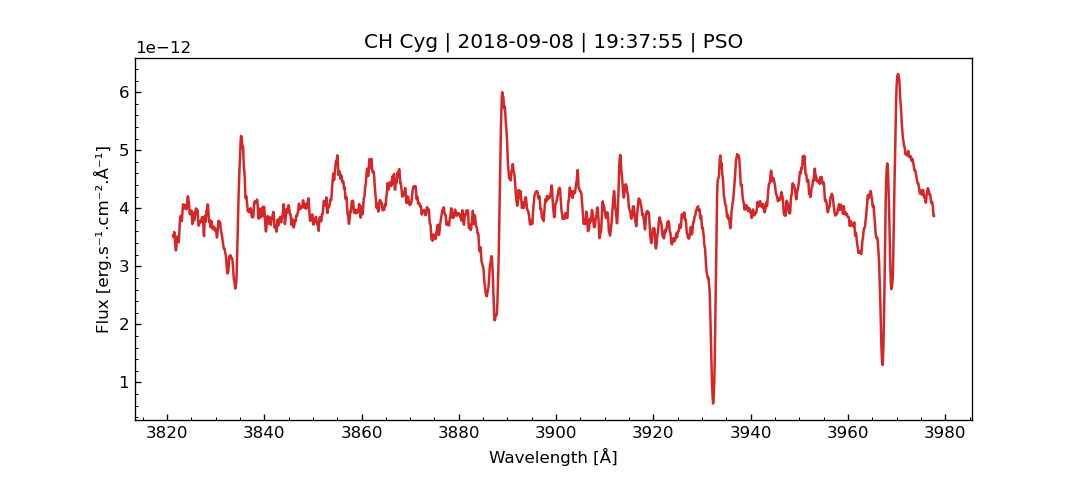 CH Cyg | 2018-09-08 | 19:37:55 | PSO
1e−12
6
5
4
3
2
1
Flux [erg.s⁻¹.cm⁻².Å⁻¹]
3820 3840 3860 3880 3900 3920 3940 3960 3980
Wavelength [Å]